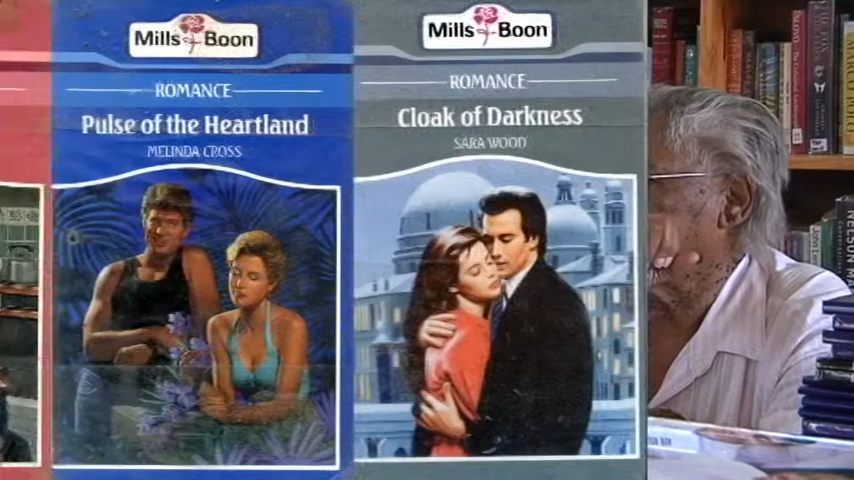 Mills & Boon
ROMANCE
Pulse of the Heartland
MELINDA CROSS
Mills & Boon
ROMANCE
Cloak of Darkness
SARA WOOD
MARCO POLO
NELSON